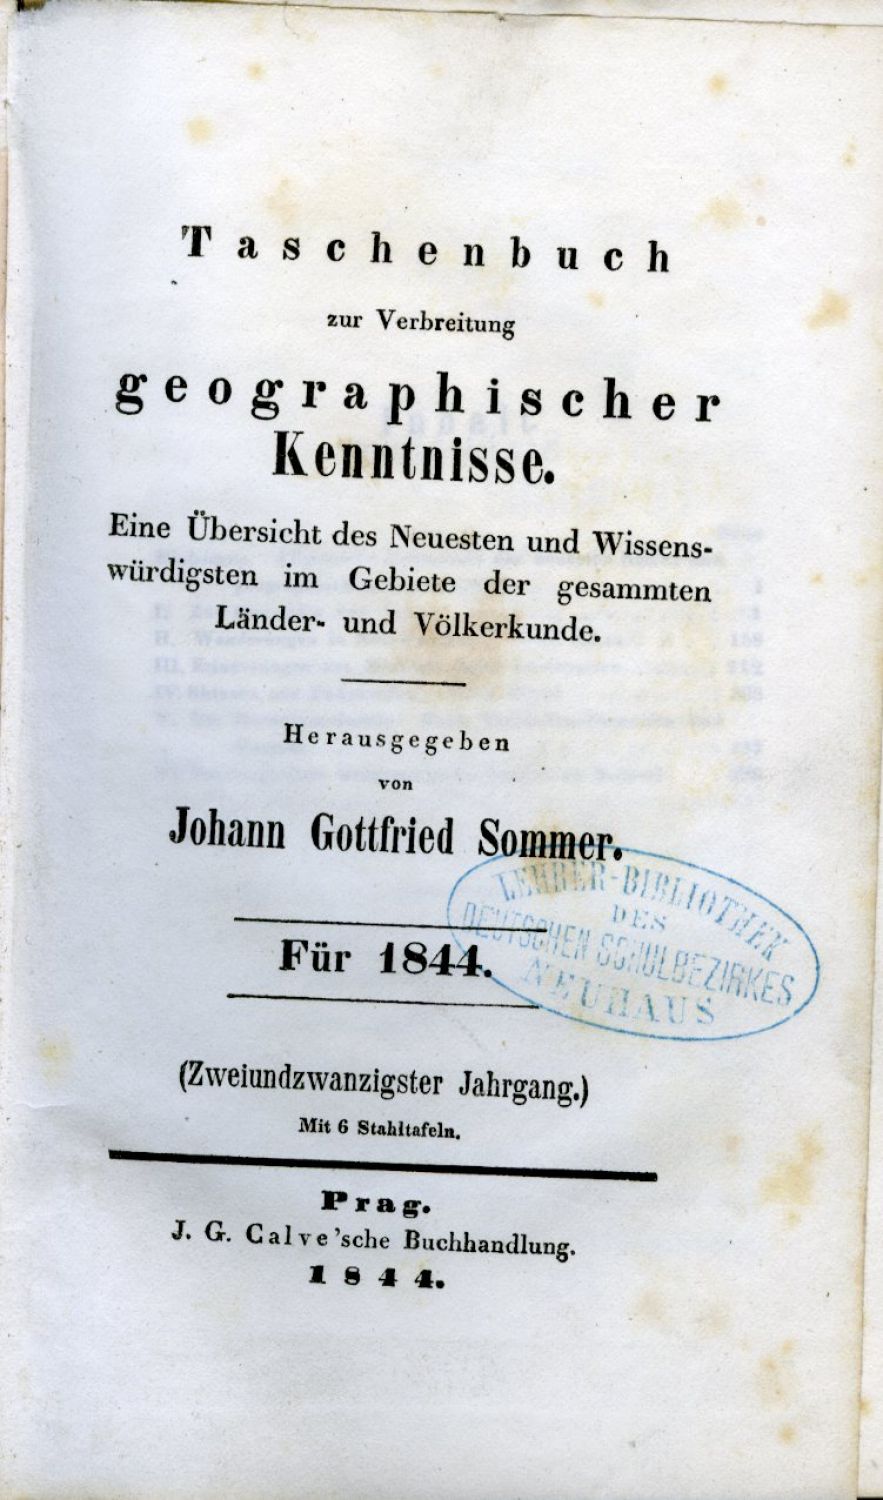 Taschenbuch
zur Verbreitung
geographischer
Kenntnisse.
Eine Übersicht des Neuesten und Wissens-
würdigsten im Gebiete der gesammten
Länder- und Völkerkunde.
Herausgegeben
von
Johann Gottfried Sommer.
LEHRER-BIBLIOTHEK
DES
DEUTSCHEN SCHULBEZIRKES
NEUHAUS
Für 1844.
(Zweiundzwanzigster Jahrgang.)
Mit 6 Stahltafeln.
Prag.
J. G. Calve'sche Buchhandlung.
1844.